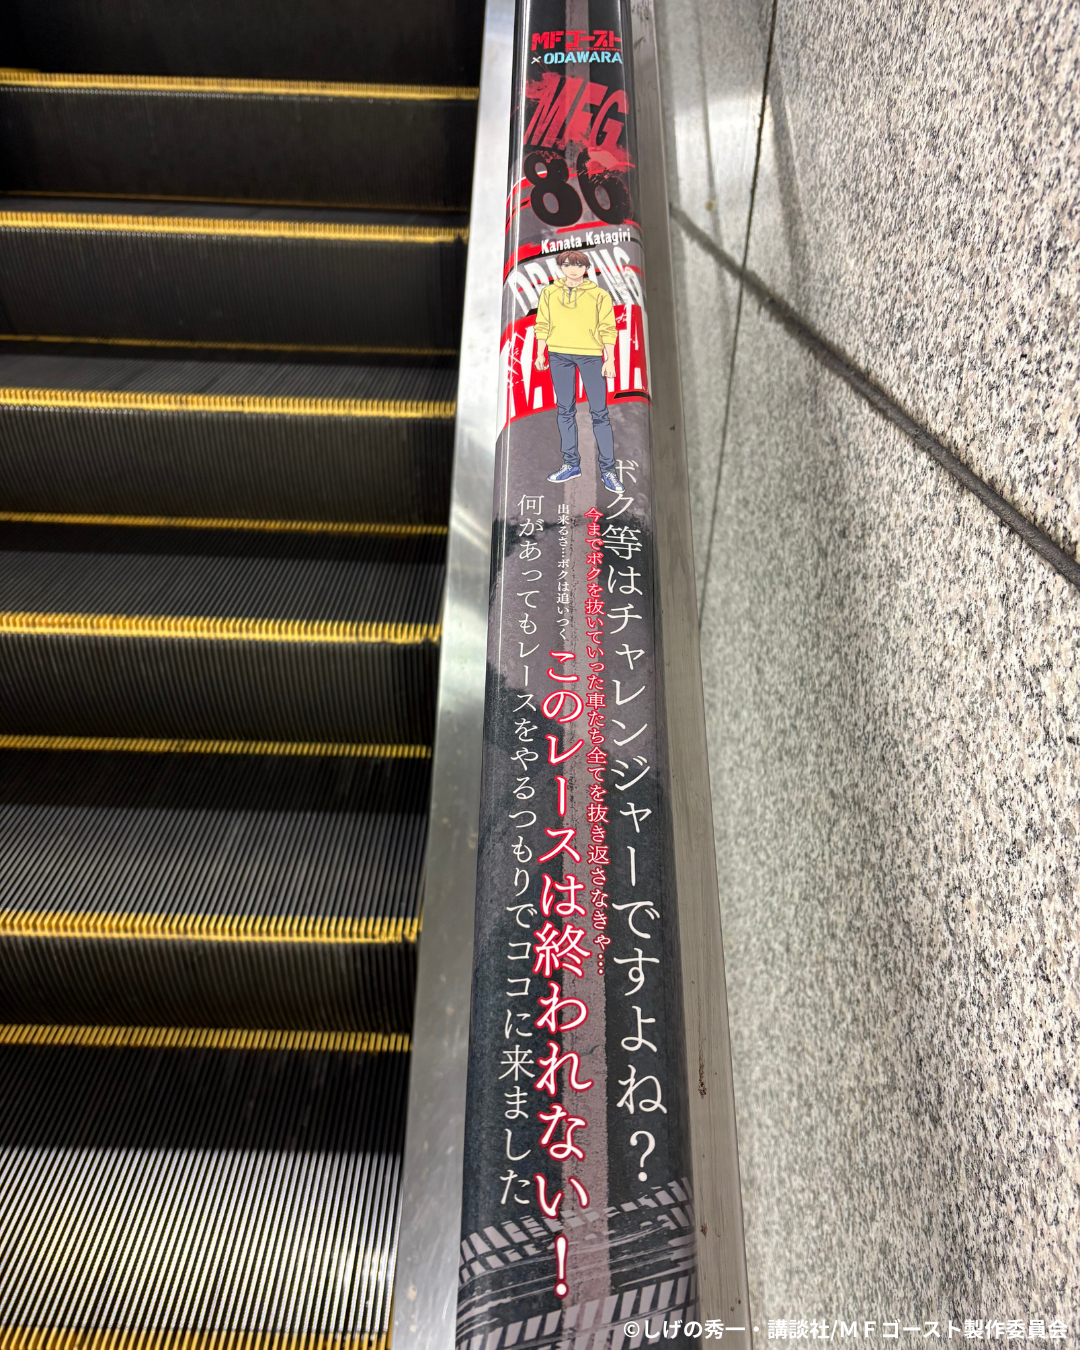 MFゴースト
× ODAWARA
MFG
86
Kanata Katagiri
ボク等はチャレンジャーですよね？
今までボクを抜いていった車たち全てを抜き返さなきゃ…
出来るさ…ボクは追いつく
このレースは終われない！
何があってもレースをやるつもりでココに来ました
©しげの秀一・講談社/MFゴースト製作委員会